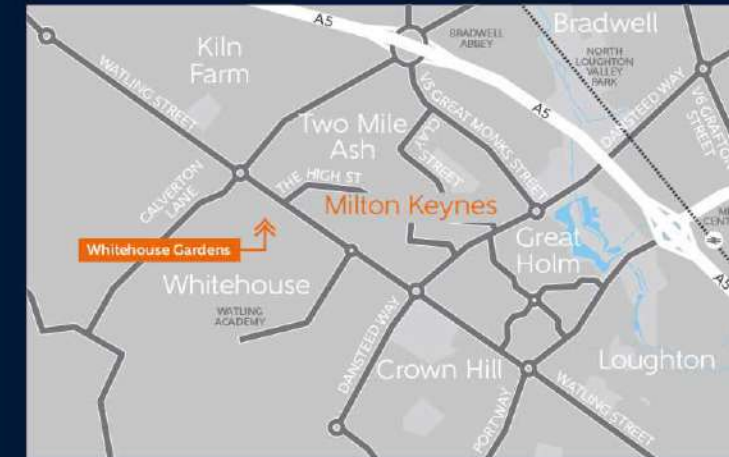 A5
Bradwell
BRADWELL
ABBEY
Kiln
Farm
NORTH
LOUGHTON
VALLEY
PARK
WATLING STREET
V5 GREAT MONKS STREET
A5
DANSTEED WAY
V6 GRAFTON
STREET
Two Mile
Ash
CLAY STREET
THE HIGH ST
CALVERTON
LANE
Milton Keynes
Whitehouse Gardens
Great
Holm
A5
Whitehouse
WATLING
ACADEMY
DANSTEED WAY
Crown Hill
Loughton
PORTWAY
WATLING STREET